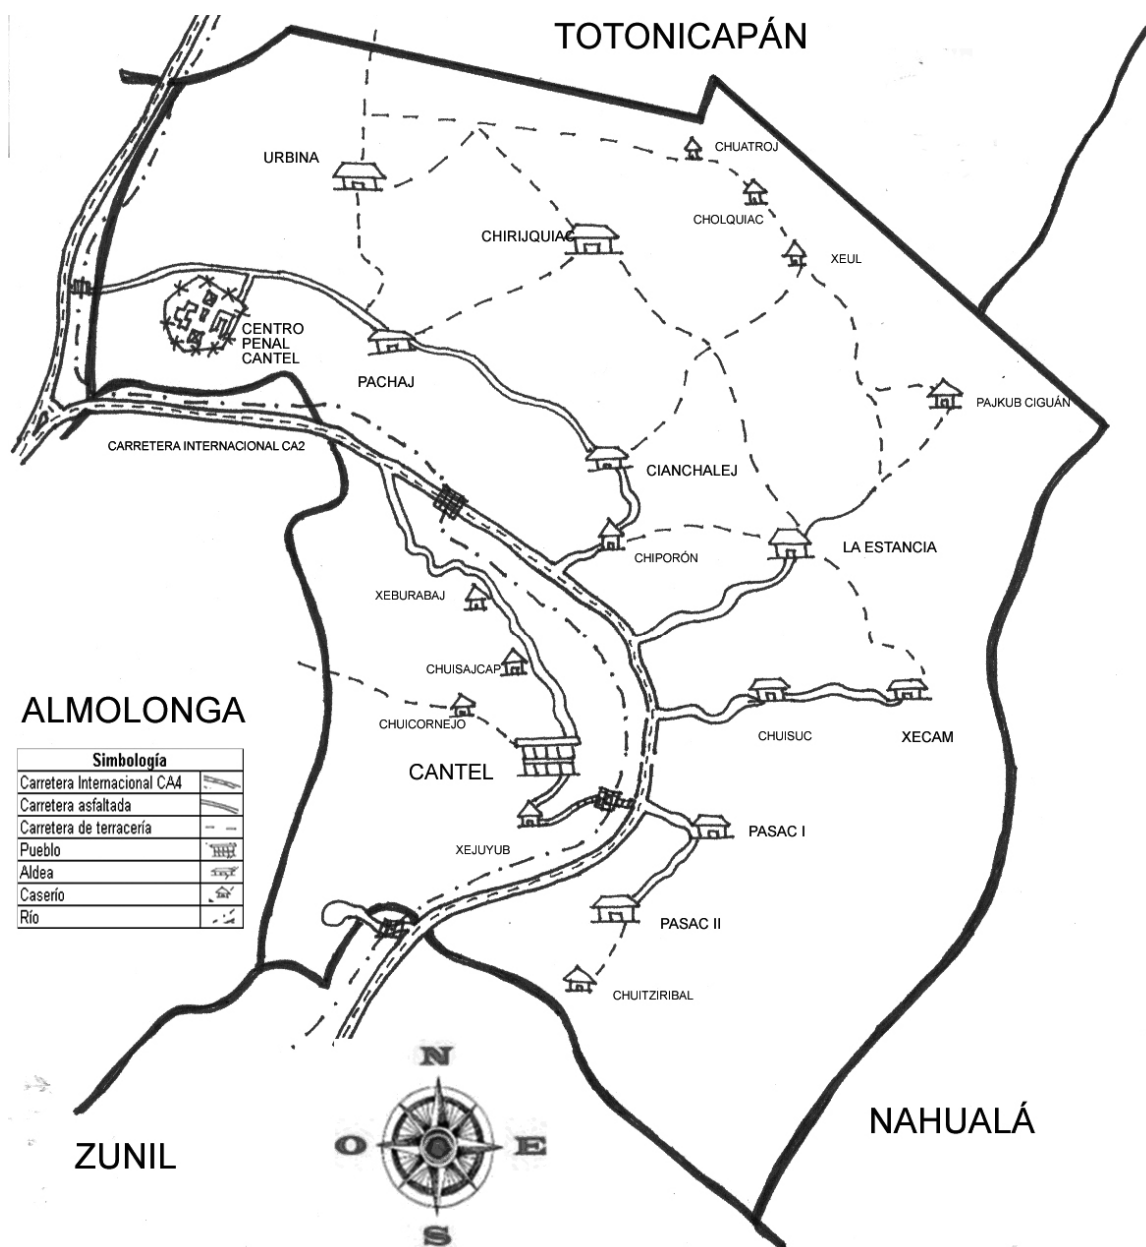 TOTONICAPÁN
CHUATROJ
URBINA
CHOLQUIAC
CHIRIJQUIAC
XEUL
CENTRO
PENAL
CANTEL
PACHAJ
PAJKUB CIGUÁN
CARRETERA INTERNACIONAL CA2
CIANCHALEJ
LA ESTANCIA
CHIPORÓN
XEBURABAJ
CHUISAJCAP
ALMOLONGA
CHUICORNEJO
CHUISUC
XECAM
CANTEL
Simbología
Carretera Internacional CA4
Carretera asfaltada
Carretera de terracería
Pueblo
Aldea
Caserío
Río
PASAC I
XEJUYUB
PASAC II
CHUITZIRIBAL
N
O
E
S
NAHUALÁ
ZUNIL